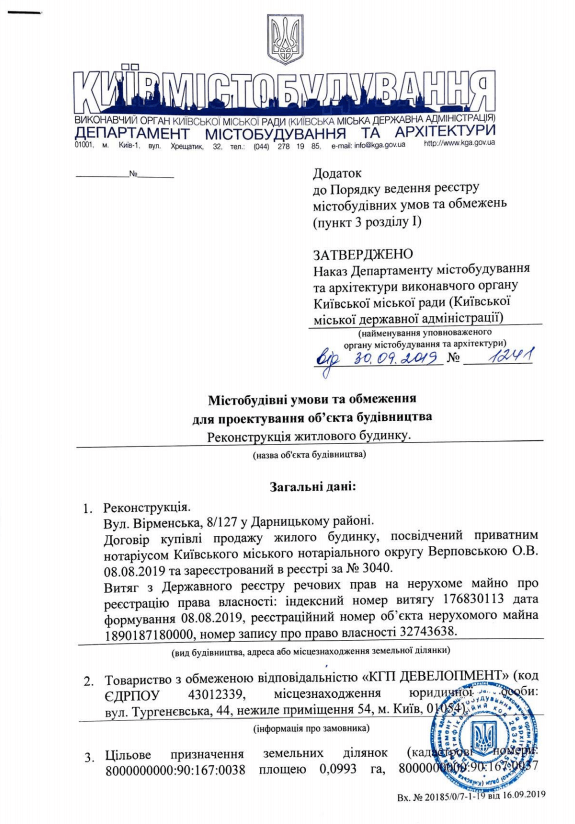 КИЇВМІСТОБУДУВАННЯ
ВИКОНАВЧИЙ ОРГАН КИЇВСЬКОЇ МІСЬКОЇ РАДИ (КИЇВСЬКА МІСЬКА ДЕРЖАВНА АДМІНІСТРАЦІЯ)
ДЕПАРТАМЕНТ МІСТОБУДУВАННЯ ТА АРХІТЕКТУРИ
01001, м. Київ-1, вул. Хрещатик, 32, тел.: (044) 278 19 85. e-mail: info@kga.gov.ua http://www.kga.gov.ua
№
Додаток
до Порядку ведення реєстру
містобудівних умов та обмежень
(пункт 3 розділу I)
ЗАТВЕРДЖЕНО
Наказ Департаменту містобудування
та архітектури виконавчого органу
Київської міської ради (Київської
міської державної адміністрації)
(найменування уповноваженого
органу містобудування та архітектури)
від 30.09.2019 № 1241
Містобудівні умови та обмеження
для проектування об’єкта будівництва
Реконструкція житлового будинку.
(назва об'єкта будівництва)
Загальні дані:
1. Реконструкція.
Вул. Вірменська, 8/127 у Дарницькому районі.
Договір купівлі продажу жилого будинку, посвідчений приватним
нотаріусом Київського міського нотаріального округу Верповською О.В.
08.08.2019 та зареєстрований в реєстрі за № 3040.
Витяг з Державного реєстру речових прав на нерухоме майно про
реєстрацію права власності: індексний номер витягу 176830113 дата
формування 08.08.2019, реєстраційний номер об’єкта нерухомого майна
1890187180000, номер запису про право власності 32743638.
(вид будівництва, адреса або місцезнаходження земельної ділянки)
2. Товариство з обмеженою відповідальністю «КГП ДЕВЕЛОПМЕНТ» (код
ЄДРПОУ 43012339, місцезнаходження юридичної особи:
вул. Тургенєвська, 44, нежиле приміщення 54, м. Київ, 01054).
(інформація про замовника)
3. Цільове призначення земельних ділянок (кадастрові номери:
8000000000:90:167:0038 площею 0,0993 га, 8000000000:90:167:0037
Вх. № 20185/0/7-1-19 від 16.09.2019